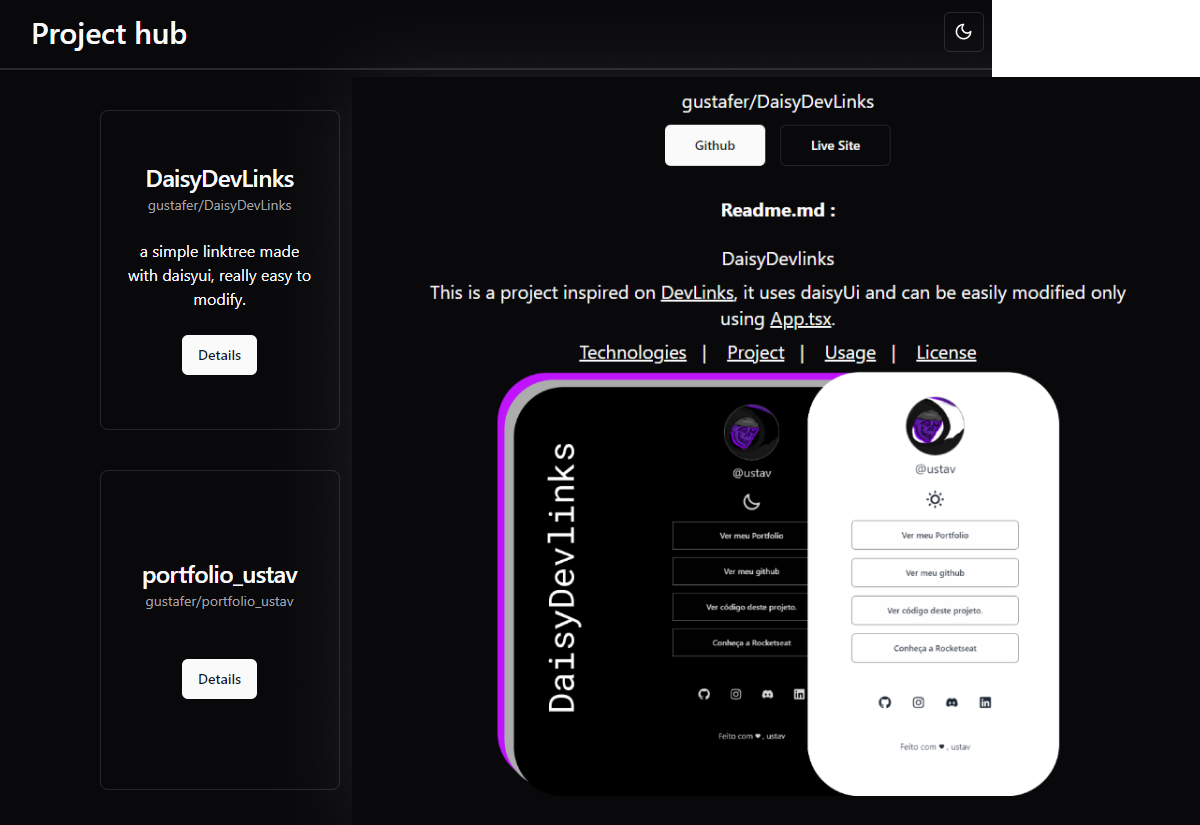 Project hub
DaisyDevLinks
gustafer/DaisyDevLinks
a simple linktree made
with daisyui, really easy to
modify.
Details
portfolio_ustav
gustafer/portfolio_ustav
Details
gustafer/DaisyDevLinks
Github Live Site
Readme.md :
DaisyDevlinks
This is a project inspired on DevLinks, it uses daisyUi and can be easily modified only
using App.tsx.
Technologies | Project | Usage | License
DaisyDevlinks
@ustav
Ver meu Portfolio
Ver meu github
Ver código deste projeto.
Conheça a Rocketseat
Feito com ♥ , ustav
@ustav
Ver meu Portfolio
Ver meu github
Ver código deste projeto.
Conheça a Rocketseat
Feito com ♥ , ustav